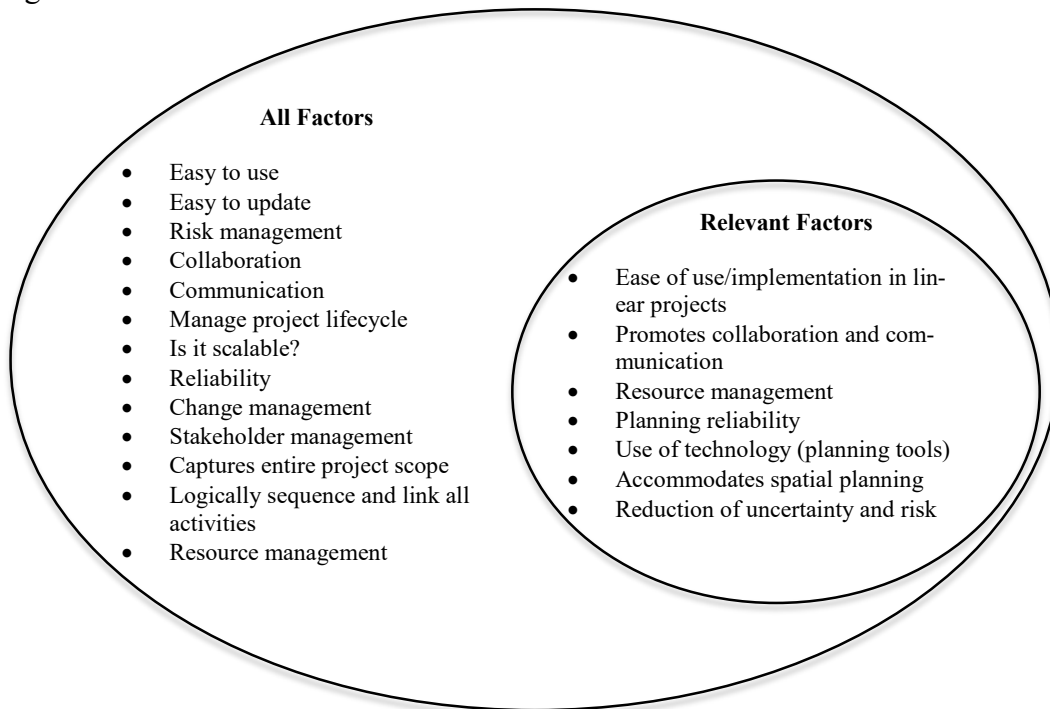 g
All Factors
• Easy to use
• Easy to update
• Risk management
• Collaboration
• Communication
• Manage project lifecycle
• Is it scalable?
• Reliability
• Change management
• Stakeholder management
• Captures entire project scope
• Logically sequence and link all
activities
• Resource management
Relevant Factors
• Ease of use/implementation in lin-
ear projects
• Promotes collaboration and com-
munication
• Resource management
• Planning reliability
• Use of technology (planning tools)
• Accommodates spatial planning
• Reduction of uncertainty and risk